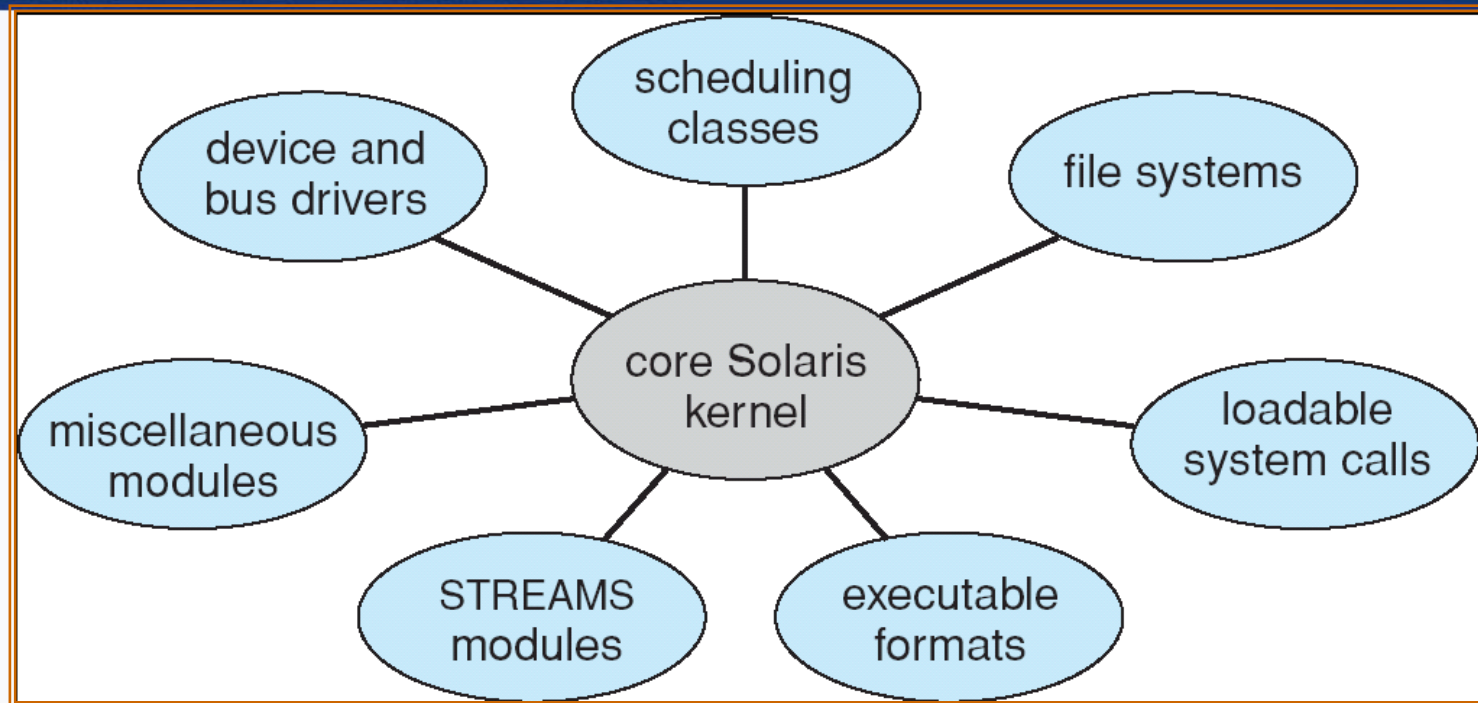 scheduling
classes
device and
bus drivers
file systems
core Solaris
kernel
loadable
system calls
miscellaneous
modules
STREAMS
modules
executable
formats